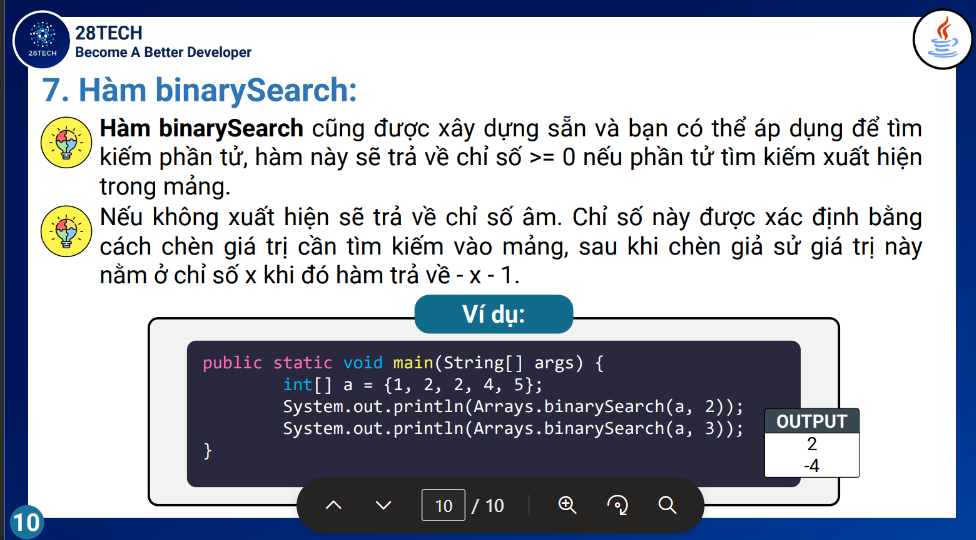 28TECH
Become A Better Developer
28TECH
7. Hàm binarySearch:
Hàm binarySearch cũng được xây dựng sẵn và bạn có thể áp dụng để tìm
kiếm phần tử, hàm này sẽ trả về chỉ số >= 0 nếu phần tử tìm kiếm xuất hiện
trong mảng.
Nếu không xuất hiện sẽ trả về chỉ số âm. Chỉ số này được xác định bằng
cách chèn giá trị cần tìm kiếm vào mảng, sau khi chèn giả sử giá trị này
nằm ở chỉ số x khi đó hàm trả về - x - 1.
Ví dụ:
public static void main(String[] args) {
int[] a = {1, 2, 2, 4, 5};
System.out.println(Arrays.binarySearch(a, 2));
System.out.println(Arrays.binarySearch(a, 3));
}
OUTPUT
2
-4
10 / 10
10